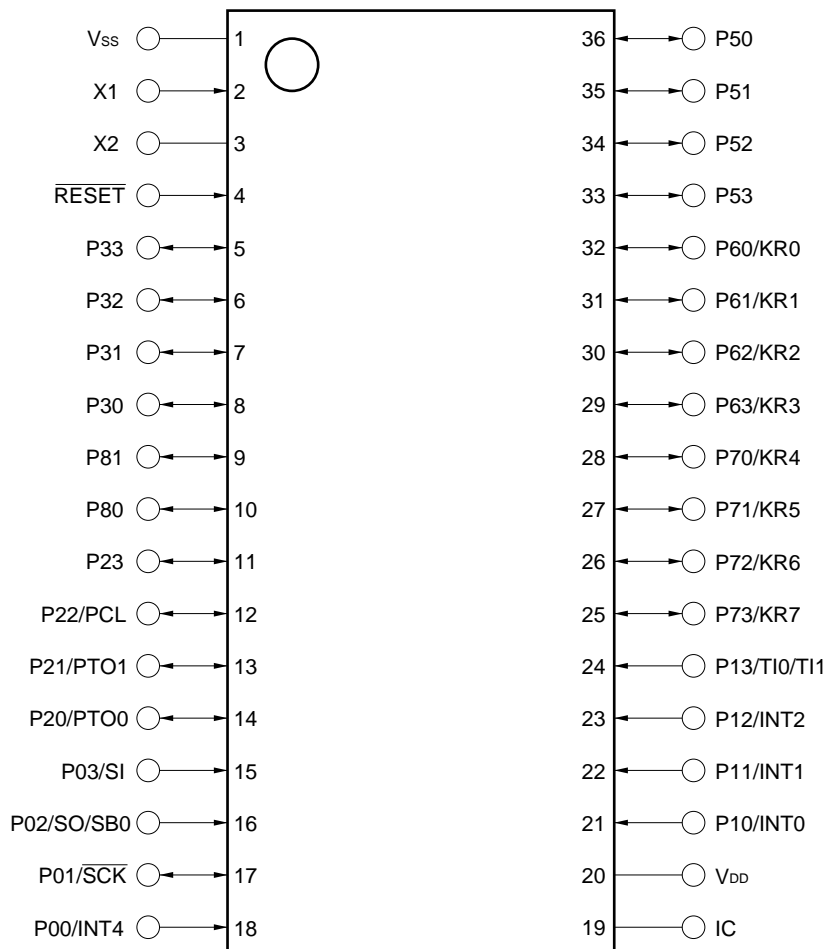 Vss 1 36 P50
X1 2 35 P51
X2 3 34 P52
R̅E̅S̅E̅T̅ 4 33 P53
P33 5 32 P60/KR0
P32 6 31 P61/KR1
P31 7 30 P62/KR2
P30 8 29 P63/KR3
P81 9 28 P70/KR4
P80 10 27 P71/KR5
P23 11 26 P72/KR6
P22/PCL 12 25 P73/KR7
P21/PTO1 13 24 P13/TI0/TI1
P20/PTO0 14 23 P12/INT2
P03/SI 15 22 P11/INT1
P02/SO/SB0 16 21 P10/INT0
P01/S̅C̅K̅ 17 20 VDD
P00/INT4 18 19 IC